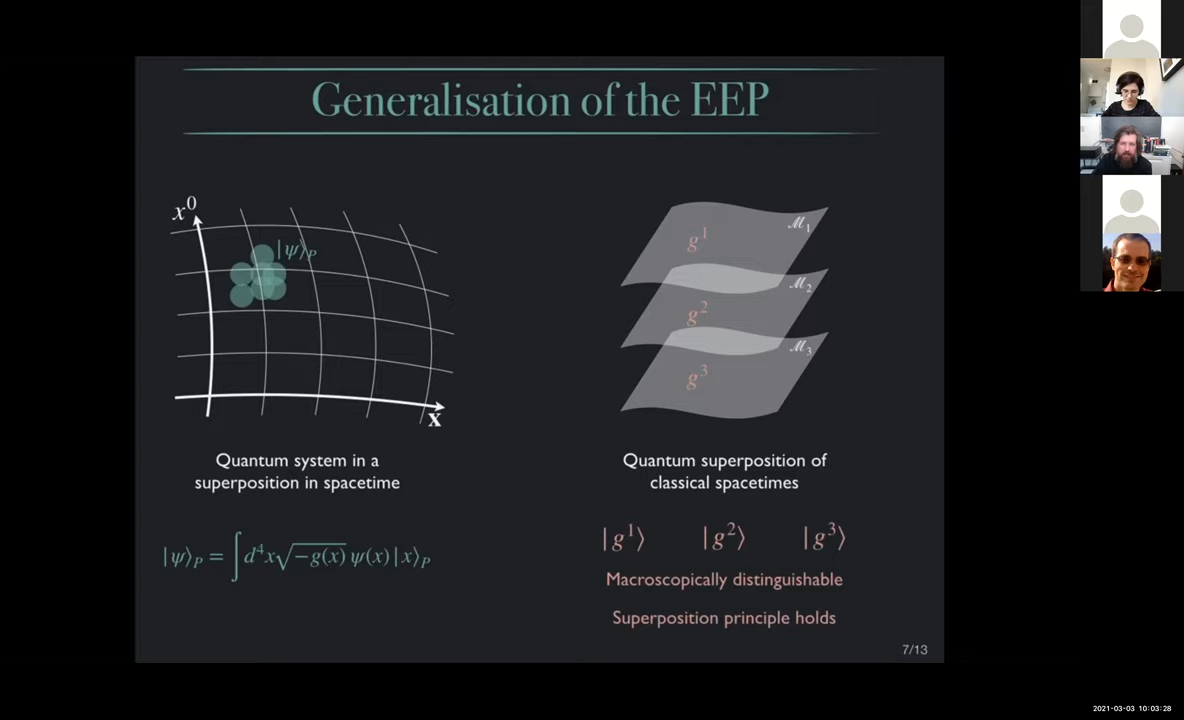 Generalisation of the EEP
x⁰
|ψ⟩_P
x
Quantum system in a
superposition in spacetime
|ψ⟩_P = ∫ d⁴x√−g(x) ψ(x)|x⟩_P
g¹
ℳ₁
g²
ℳ₂
g³
ℳ₃
Quantum superposition of
classical spacetimes
|g¹⟩ |g²⟩ |g³⟩
Macroscopically distinguishable
Superposition principle holds
7/13
2021-03-03 10:03:28